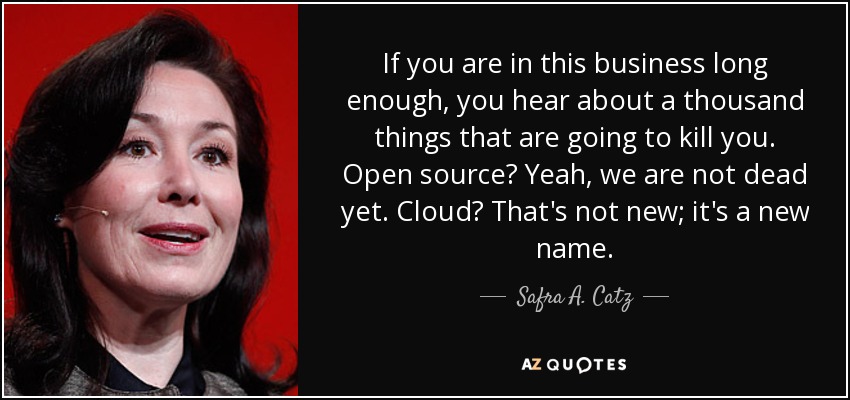 If you are in this business long
enough, you hear about a thousand
things that are going to kill you.
Open source? Yeah, we are not dead
yet. Cloud? That's not new; it's a new
name.
Safra A. Catz
AZ QUOTES